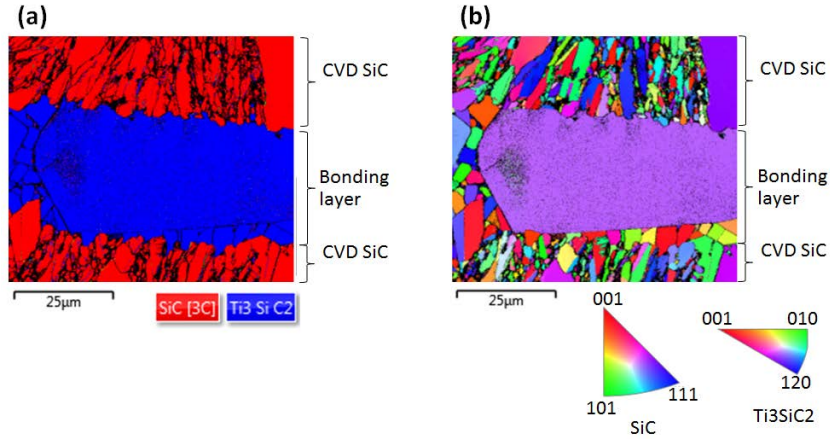 (a)
CVD SiC
Bonding
layer
CVD SiC
25μm
SiC [3C]
Ti3 Si C2
(b)
CVD SiC
Bonding
layer
CVD SiC
25μm
001
101
111
SiC
001
010
120
Ti3SiC2